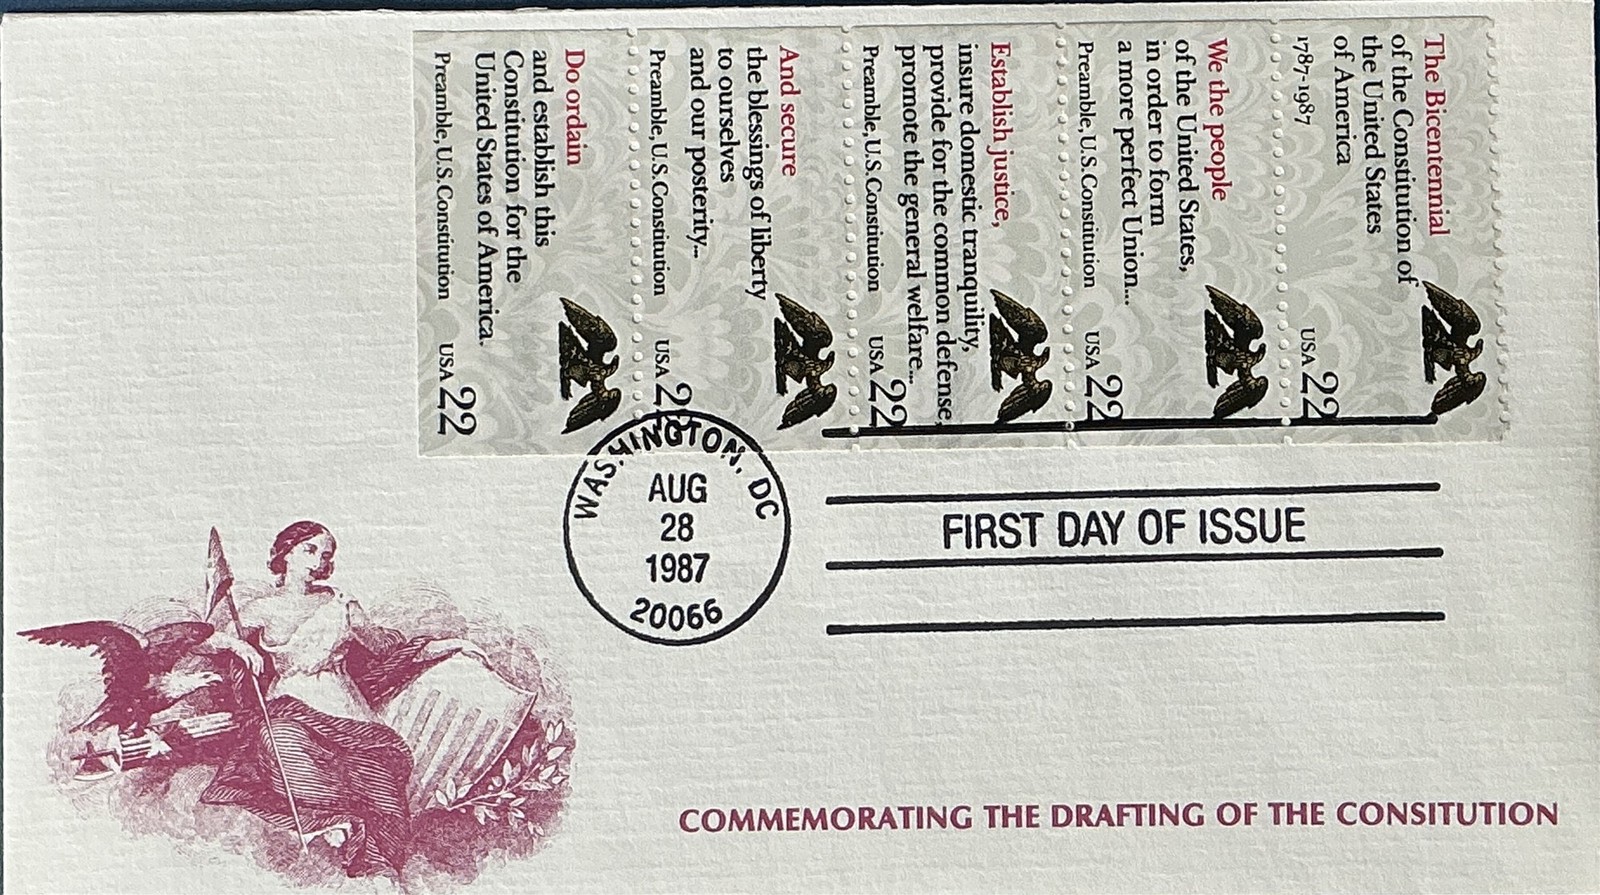 The Bicentennial
of the Constitution of
the United States
of America
1787-1987
USA 22
We the people
of the United States,
in order to form
a more perfect Union...
Preamble, U.S. Constitution
USA 22
Establish justice,
insure domestic tranquility,
provide for the common defense,
promote the general welfare...
Preamble, U.S. Constitution
USA 22
And secure
the blessings of liberty
to ourselves
and our posterity...
Preamble, U.S. Constitution
USA 22
Do ordain
and establish this
Constitution for the
United States of America.
Preamble, U.S. Constitution
USA 22
WASHINGTON, DC
AUG
28
1987
20066
FIRST DAY OF ISSUE
COMMEMORATING THE DRAFTING OF THE CONSITUTION